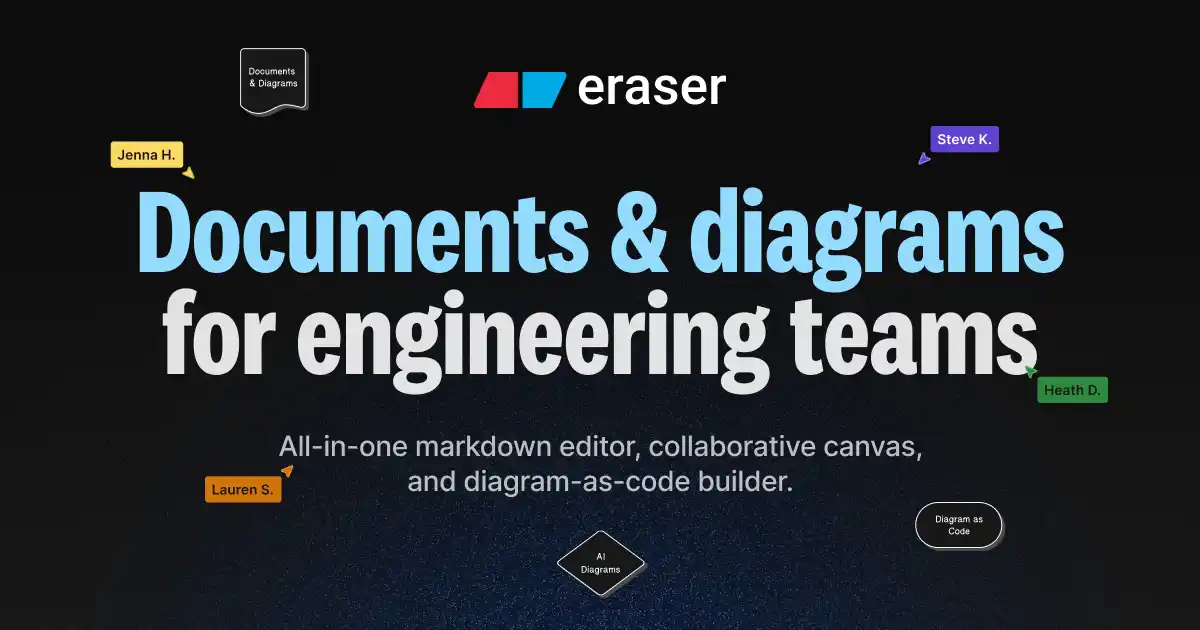 Documents
& Diagrams
eraser
Jenna H.
Steve K.
Documents & diagrams
for engineering teams
Heath D.
All-in-one markdown editor, collaborative canvas,
and diagram-as-code builder.
Lauren S.
Diagram as
Code
AI
Diagrams